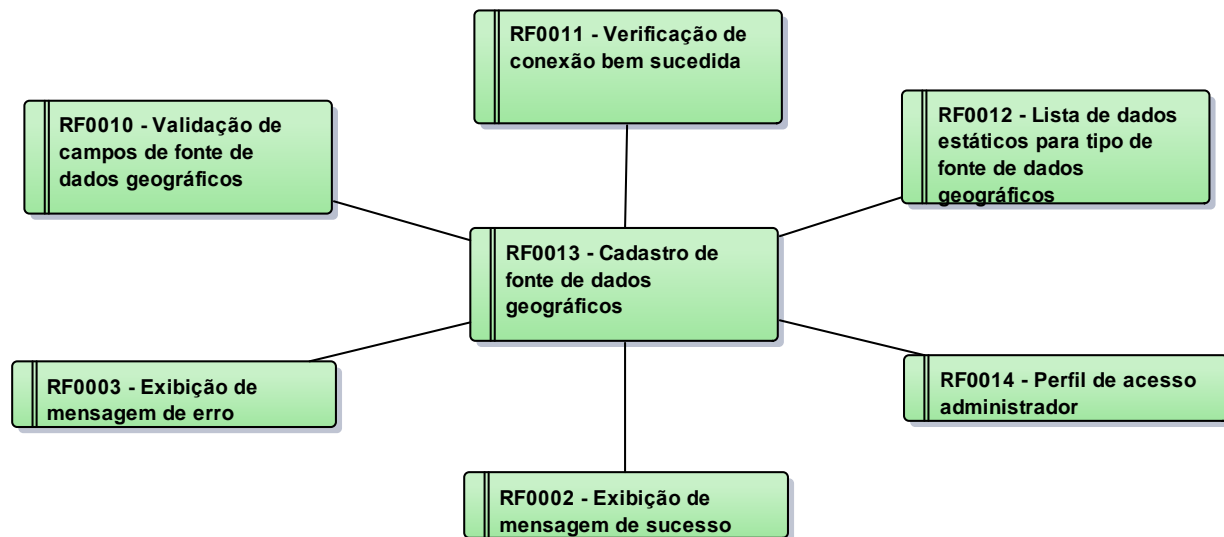 RF0011 - Verificação de
conexão bem sucedida
RF0010 - Validação de
campos de fonte de
dados geográficos
RF0012 - Lista de dados
estáticos para tipo de
fonte de dados
geográficos
RF0013 - Cadastro de
fonte de dados
geográficos
RF0003 - Exibição de
mensagem de erro
RF0014 - Perfil de acesso
administrador
RF0002 - Exibição de
mensagem de sucesso